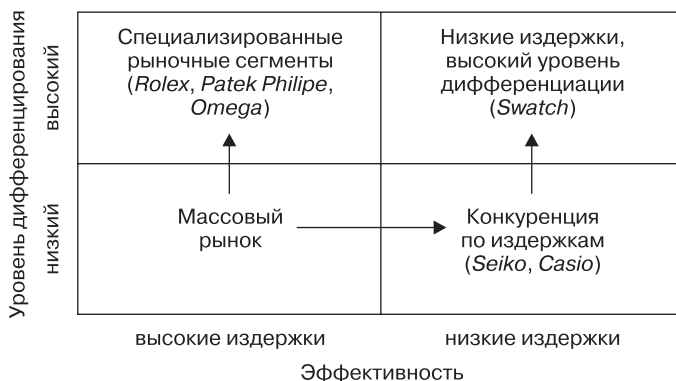 Уровень дифференцирования
высокий
низкий
Специализированные
рыночные сегменты
(Rolex, Patek Philipe,
Omega)
Низкие издержки,
высокий уровень
дифференциации
(Swatch)
Массовый
рынок
Конкуренция
по издержкам
(Seiko, Casio)
высокие издержки
низкие издержки
Эффективность